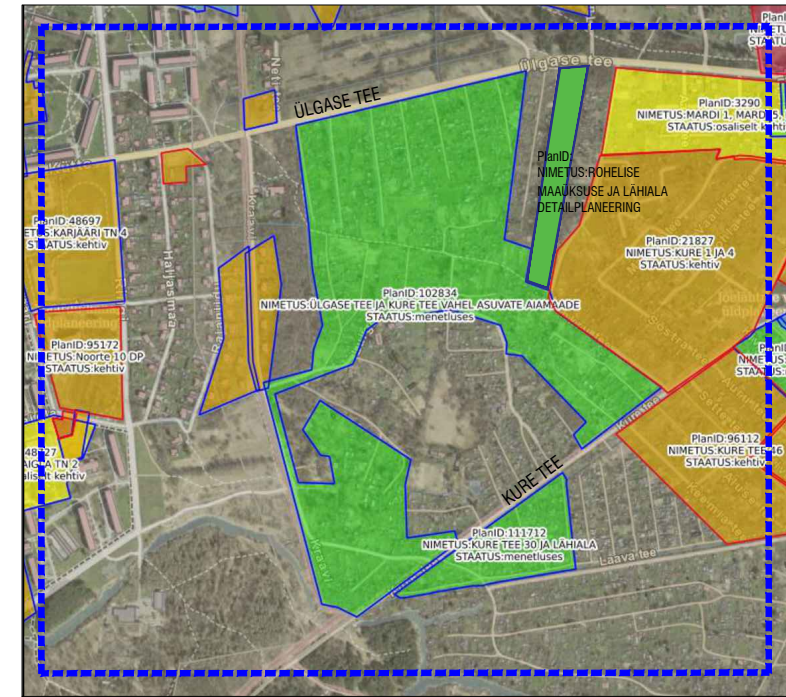 Ülgase tee
ÜLGASE TEE
PlanID:3290
NIMETUS:MARDI 1, MARDI 5,
STAATUS:osaliselt kehtiv
PlanID:
NIMETUS:ROHELISE
MAAÜKSUSE JA LÄHIALA
DETAILPLANEERING
PlanID:48697
NIMETUS:KARJÄÄRI TN 4
STAATUS:kehtiv
Haljasmaa
PlanID:21827
NIMETUS:KURE 1 JA 4
STAATUS:kehtiv
PlanID:102834
NIMETUS:ÜLGASE TEE JA KURE TEE VAHEL ASUVATE AIAMAADE
STAATUS:menetluses
PlanID:95172
NIMETUS:Noorte 10 DP
STAATUS:kehtiv
Kure tee
PlanID:96112
NIMETUS:KURE TEE 46
STAATUS:kehtiv
KURE TEE
PlanID:111712
NIMETUS:KURE TEE 30 JA LÄHIALA
STAATUS:menetluses
Laava tee
Kraavi